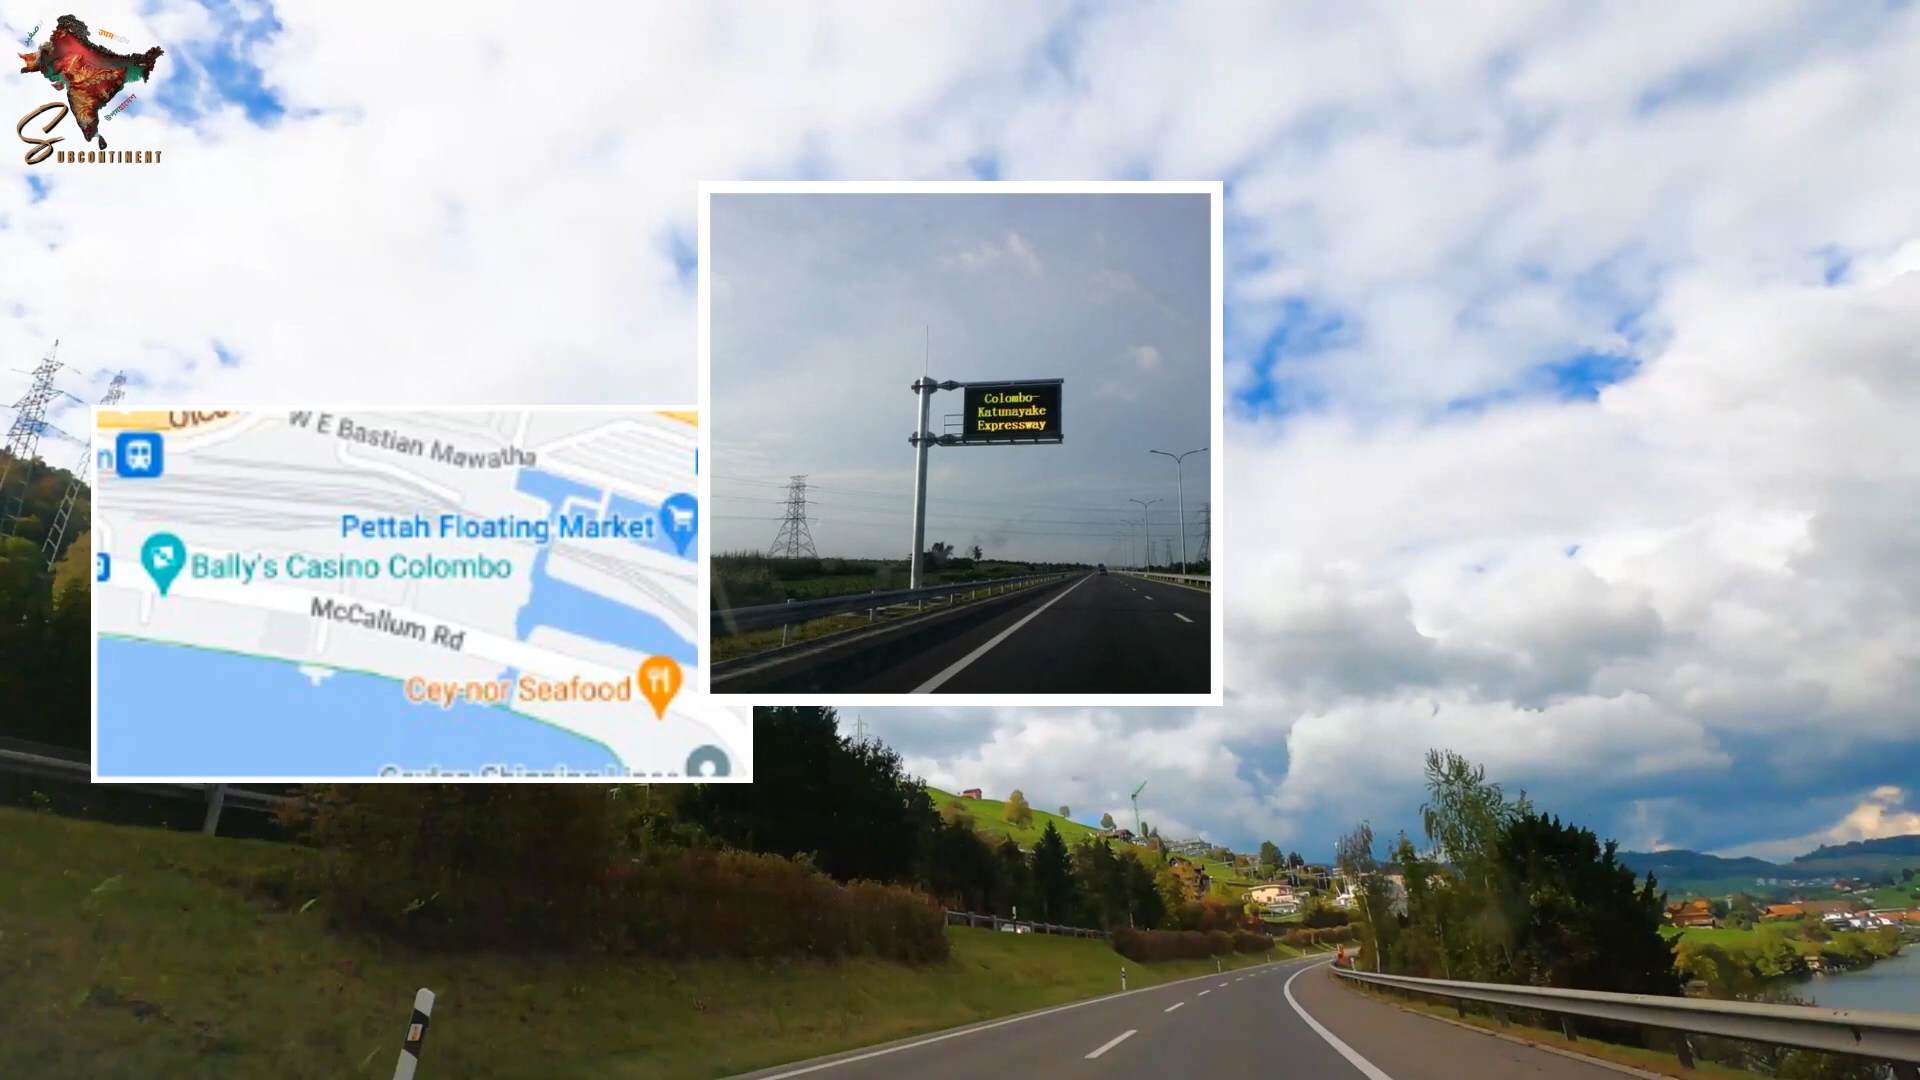 SUBCONTINENT
Colombo-
Katunayake
Expressway
W E Bastian Mawatha
Pettah Floating Market
Bally's Casino Colombo
McCallum Rd
Cey-nor Seafood